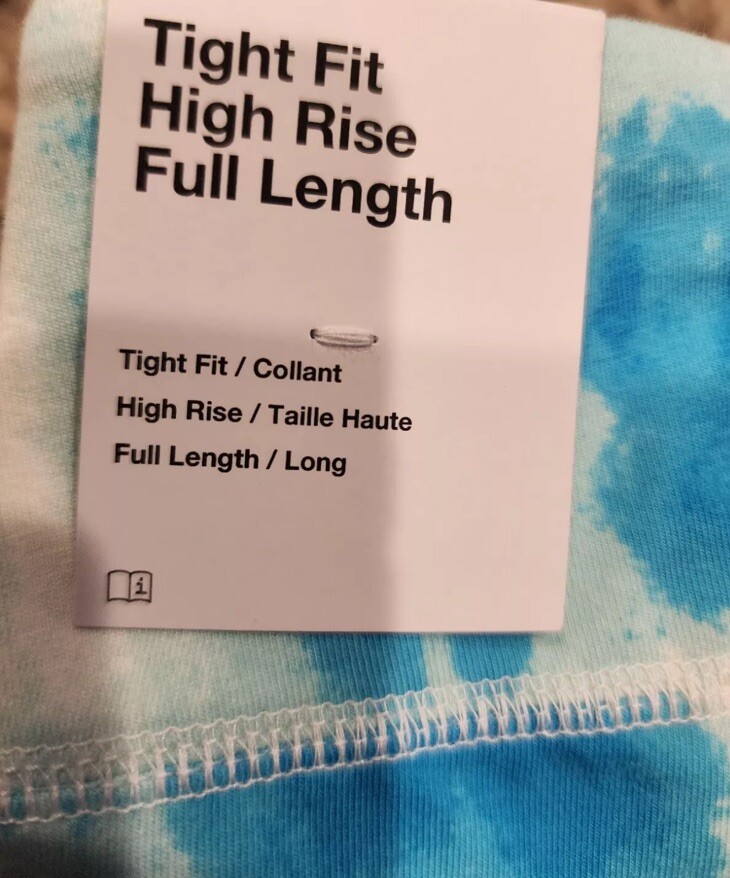 Tight Fit
High Rise
Full Length
Tight Fit / Collant
High Rise / Taille Haute
Full Length / Long
i